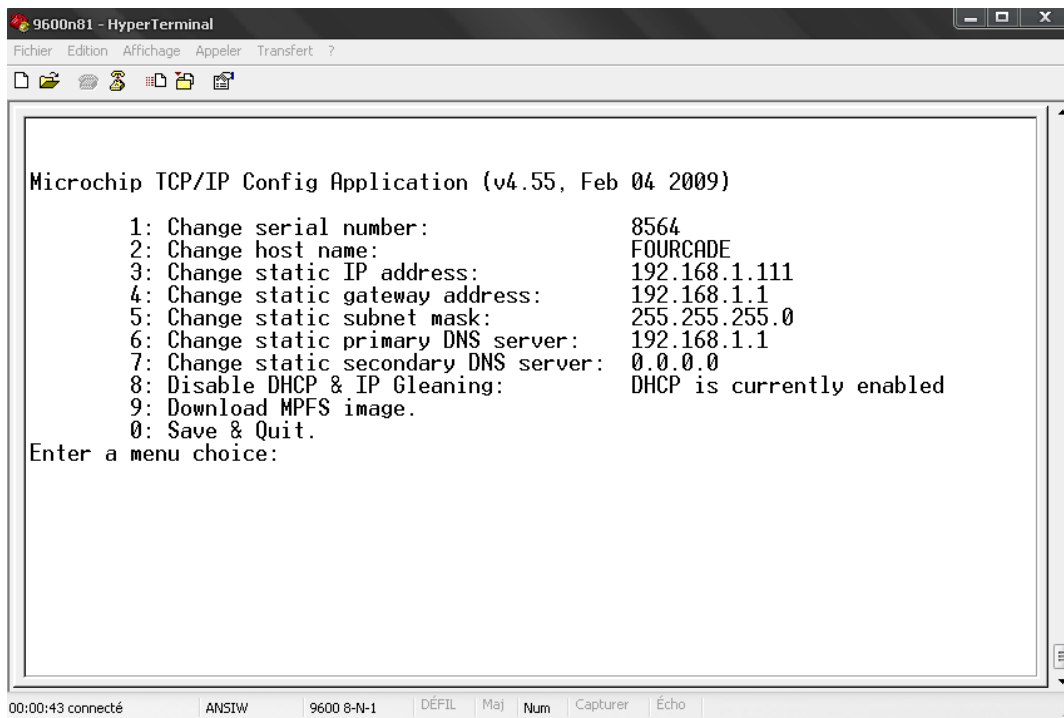 9600n81 - HyperTerminal
Fichier Edition Affichage Appeler Transfert ?
Microchip TCP/IP Config Application (v4.55, Feb 04 2009)
1: Change serial number: 8564
2: Change host name: FOURCADE
3: Change static IP address: 192.168.1.111
4: Change static gateway address: 192.168.1.1
5: Change static subnet mask: 255.255.255.0
6: Change static primary DNS server: 192.168.1.1
7: Change static secondary DNS server: 0.0.0.0
8: Disable DHCP & IP Gleaning: DHCP is currently enabled
9: Download MPFS image.
0: Save & Quit.
Enter a menu choice:
00:00:43 connecté ANSIW 9600 8-N-1 DÉFIL Maj Num Capturer Écho